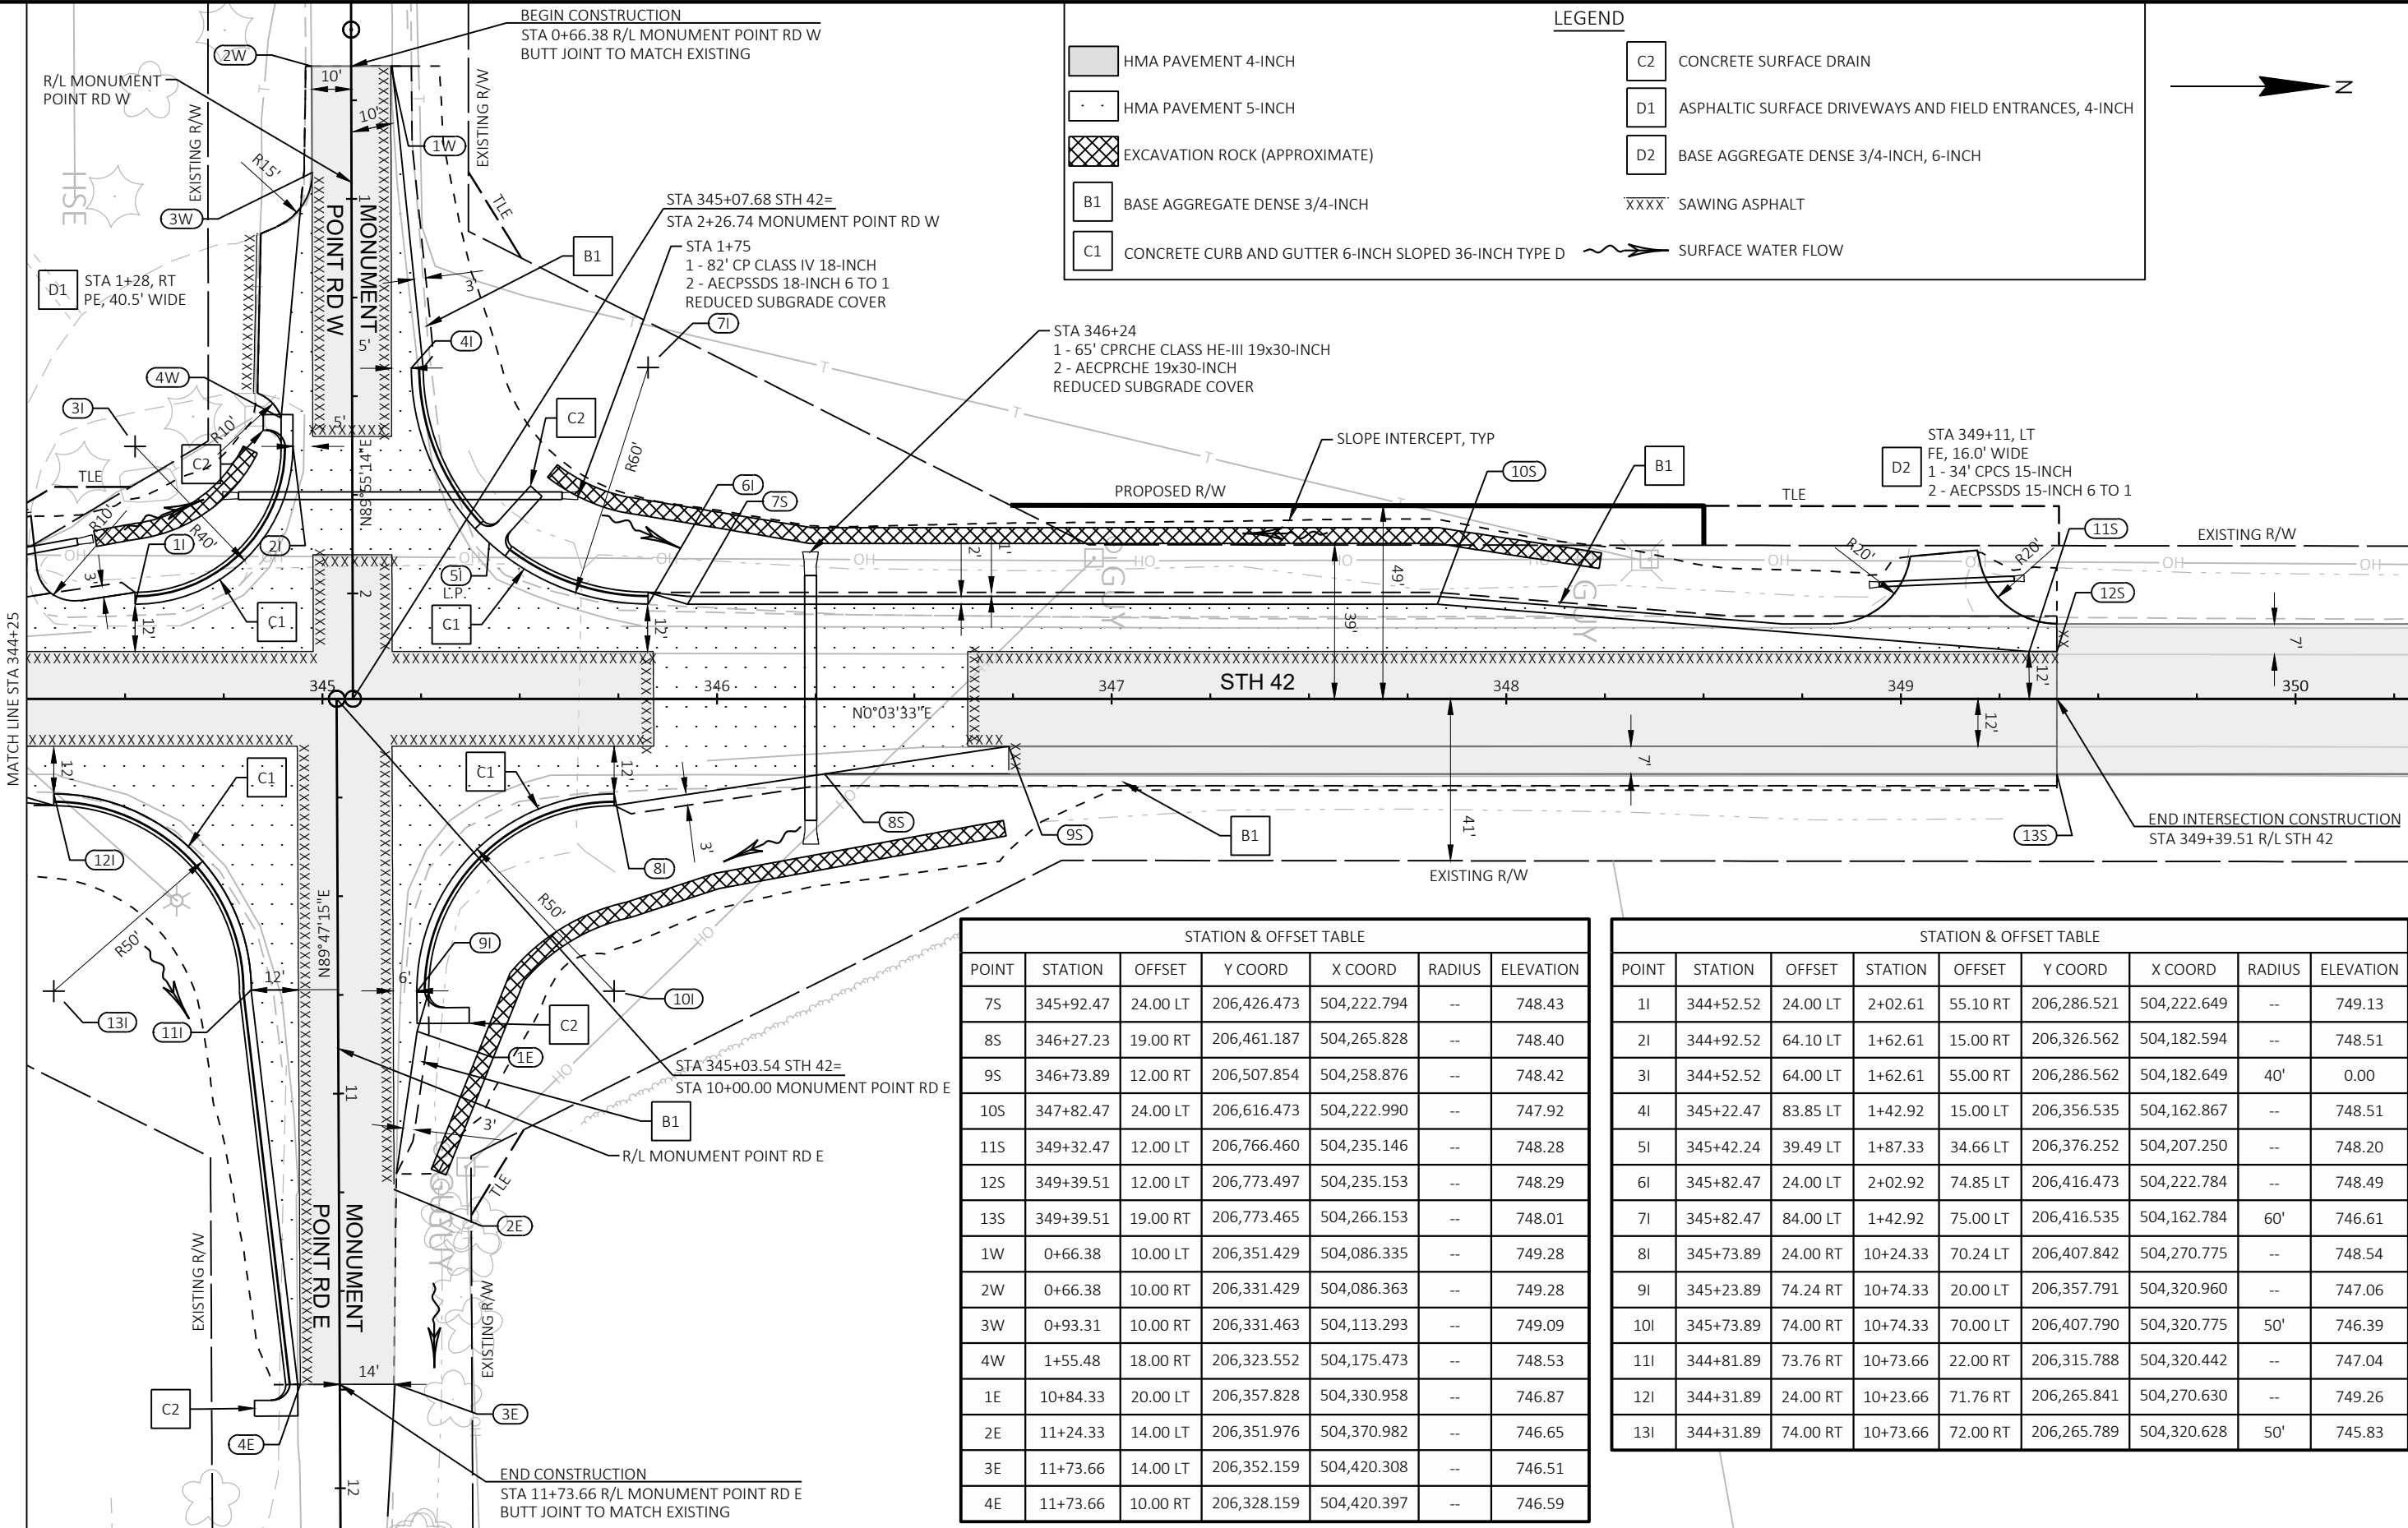 BEGIN CONSTRUCTION
STA 0+66.38 R/L MONUMENT POINT RD W
BUTT JOINT TO MATCH EXISTING
2W
10'
R/L MONUMENT
POINT RD W
EXISTING R/W
EXISTING R/W
10'
1W
HSE
R15'
3W
TLE
1
MONUMENT
POINT RD W
D1
STA 1+28, RT
PE, 40.5' WIDE
B1
3'
5'
4I
STA 345+07.68 STH 42=
STA 2+26.74 MONUMENT POINT RD W
STA 1+75
1 - 82' CP CLASS IV 18-INCH
2 - AECPSSDS 18-INCH 6 TO 1
REDUCED SUBGRADE COVER
7I
LEGEND
HMA PAVEMENT 4-INCH
HMA PAVEMENT 5-INCH
EXCAVATION ROCK (APPROXIMATE)
B1 BASE AGGREGATE DENSE 3/4-INCH
C1 CONCRETE CURB AND GUTTER 6-INCH SLOPED 36-INCH TYPE D
C2 CONCRETE SURFACE DRAIN
D1 ASPHALTIC SURFACE DRIVEWAYS AND FIELD ENTRANCES, 4-INCH
D2 BASE AGGREGATE DENSE 3/4-INCH, 6-INCH
XXXX SAWING ASPHALT
SURFACE WATER FLOW
N
STA 346+24
1 - 65' CPRCHE CLASS HE-III 19x30-INCH
2 - AECPRCHE 19x30-INCH
REDUCED SUBGRADE COVER
4W
3I
R10'
5'
C2
TLE
R10'
R40'
1I
2I
3'
C1
12'
N89°55'14"E
2
C2
R60'
6I
7S
5I
L.P.
C1
12'
SLOPE INTERCEPT, TYP
10S
B1
PROPOSED R/W
TLE
D2
STA 349+11, LT
FE, 16.0' WIDE
1 - 34' CPCS 15-INCH
2 - AECPSSDS 15-INCH 6 TO 1
11S
EXISTING R/W
R20'
R20'
12S
2'
1'
49'
39'
GUY
GUY
OH
OH
OH
OH
OH
7'
12'
MATCH LINE STA 344+25
345
346
347
STH 42
348
349
350
N0°03'33"E
12'
7'
41'
12'
C1
C1
12'
12I
8S
9S
8I
3'
B1
13S
END INTERSECTION CONSTRUCTION
STA 349+39.51 R/L STH 42
EXISTING R/W
R50'
N89°47'15"E
R50'
9I
12'
6'
13I
11I
C2
10I
1E
STA 345+03.54 STH 42=
STA 10+00.00 MONUMENT POINT RD E
11
B1
3'
R/L MONUMENT POINT RD E
GUY
TLE
2E
MONUMENT
POINT RD E
EXISTING R/W
EXISTING R/W
14'
C2
4E
3E
12
END CONSTRUCTION
STA 11+73.66 R/L MONUMENT POINT RD E
BUTT JOINT TO MATCH EXISTING
STATION & OFFSET TABLE
POINT STATION OFFSET Y COORD X COORD RADIUS ELEVATION
7S 345+92.47 24.00 LT 206,426.473 504,222.794 -- 748.43
8S 346+27.23 19.00 RT 206,461.187 504,265.828 -- 748.40
9S 346+73.89 12.00 RT 206,507.854 504,258.876 -- 748.42
10S 347+82.47 24.00 LT 206,616.473 504,222.990 -- 747.92
11S 349+32.47 12.00 LT 206,766.460 504,235.146 -- 748.28
12S 349+39.51 12.00 LT 206,773.497 504,235.153 -- 748.29
13S 349+39.51 19.00 RT 206,773.465 504,266.153 -- 748.01
1W 0+66.38 10.00 LT 206,351.429 504,086.335 -- 749.28
2W 0+66.38 10.00 RT 206,331.429 504,086.363 -- 749.28
3W 0+93.31 10.00 RT 206,331.463 504,113.293 -- 749.09
4W 1+55.48 18.00 RT 206,323.552 504,175.473 -- 748.53
1E 10+84.33 20.00 LT 206,357.828 504,330.958 -- 746.87
2E 11+24.33 14.00 LT 206,351.976 504,370.982 -- 746.65
3E 11+73.66 14.00 LT 206,352.159 504,420.308 -- 746.51
4E 11+73.66 10.00 RT 206,328.159 504,420.397 -- 746.59
STATION & OFFSET TABLE
POINT STATION OFFSET STATION OFFSET Y COORD X COORD RADIUS ELEVATION
1I 344+52.52 24.00 LT 2+02.61 55.10 RT 206,286.521 504,222.649 -- 749.13
2I 344+92.52 64.10 LT 1+62.61 15.00 RT 206,326.562 504,182.594 -- 748.51
3I 344+52.52 64.00 LT 1+62.61 55.00 RT 206,286.562 504,182.649 40' 0.00
4I 345+22.47 83.85 LT 1+42.92 15.00 LT 206,356.535 504,162.867 -- 748.51
5I 345+42.24 39.49 LT 1+87.33 34.66 LT 206,376.252 504,207.250 -- 748.20
6I 345+82.47 24.00 LT 2+02.92 74.85 LT 206,416.473 504,222.784 -- 748.49
7I 345+82.47 84.00 LT 1+42.92 75.00 LT 206,416.535 504,162.784 60' 746.61
8I 345+73.89 24.00 RT 10+24.33 70.24 LT 206,407.842 504,270.775 -- 748.54
9I 345+23.89 74.24 RT 10+74.33 20.00 LT 206,357.791 504,320.960 -- 747.06
10I 345+73.89 74.00 RT 10+74.33 70.00 LT 206,407.790 504,320.775 50' 746.39
11I 344+81.89 73.76 RT 10+73.66 22.00 RT 206,315.788 504,320.442 -- 747.04
12I 344+31.89 24.00 RT 10+23.66 71.76 RT 206,265.841 504,270.630 -- 749.26
13I 344+31.89 74.00 RT 10+73.66 72.00 RT 206,265.789 504,320.628 50' 745.83